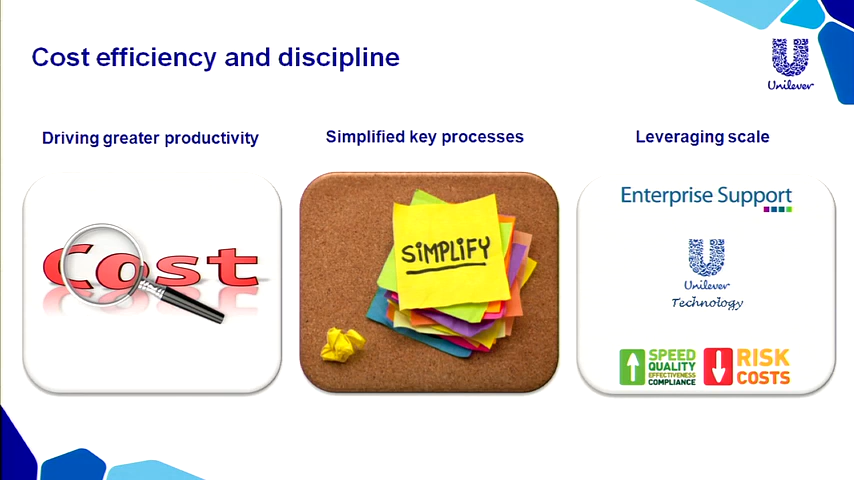 Cost efficiency and discipline
Unilever
Driving greater productivity
Simplified key processes
Leveraging scale
Cost
SiMPLiFY
Enterprise Support
Unilever
Technology
SPEED
QUALITY
EFFECTIVENESS
COMPLIANCE
RISK
COSTS